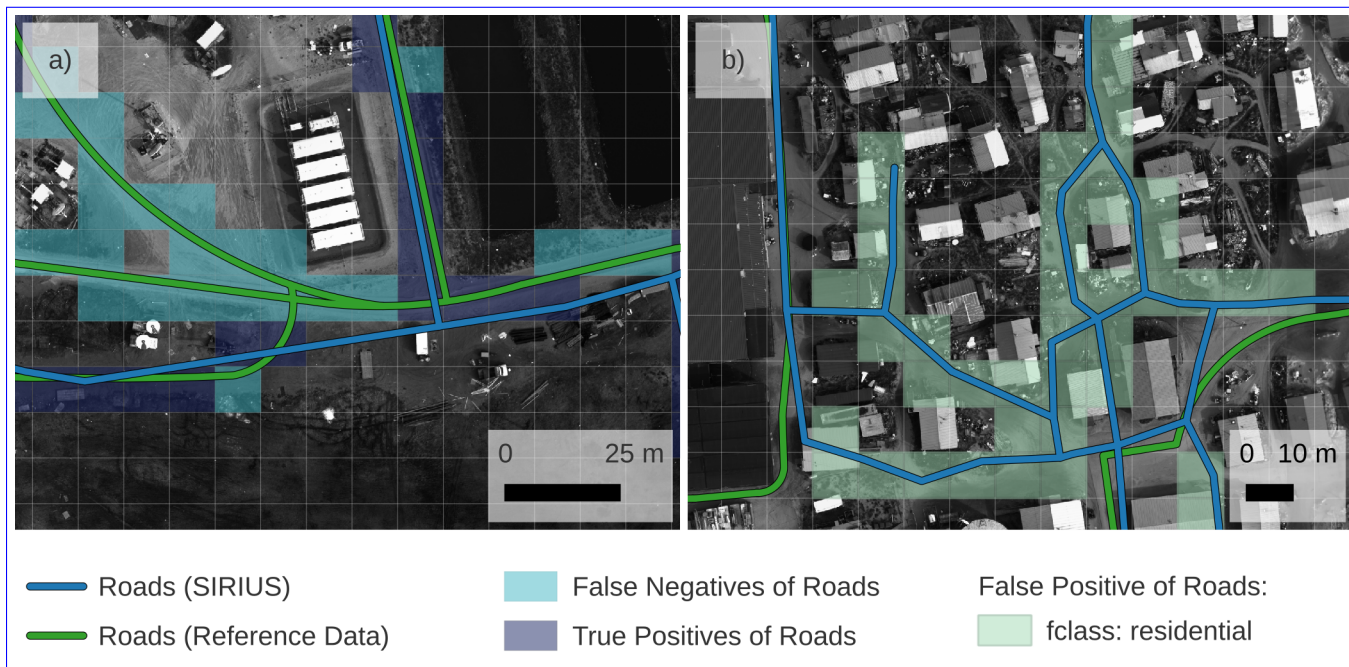 a)
b)
0 25 m
0 10 m
Roads (SIRIUS)
False Negatives of Roads
False Positive of Roads:
Roads (Reference Data)
True Positives of Roads
fclass: residential